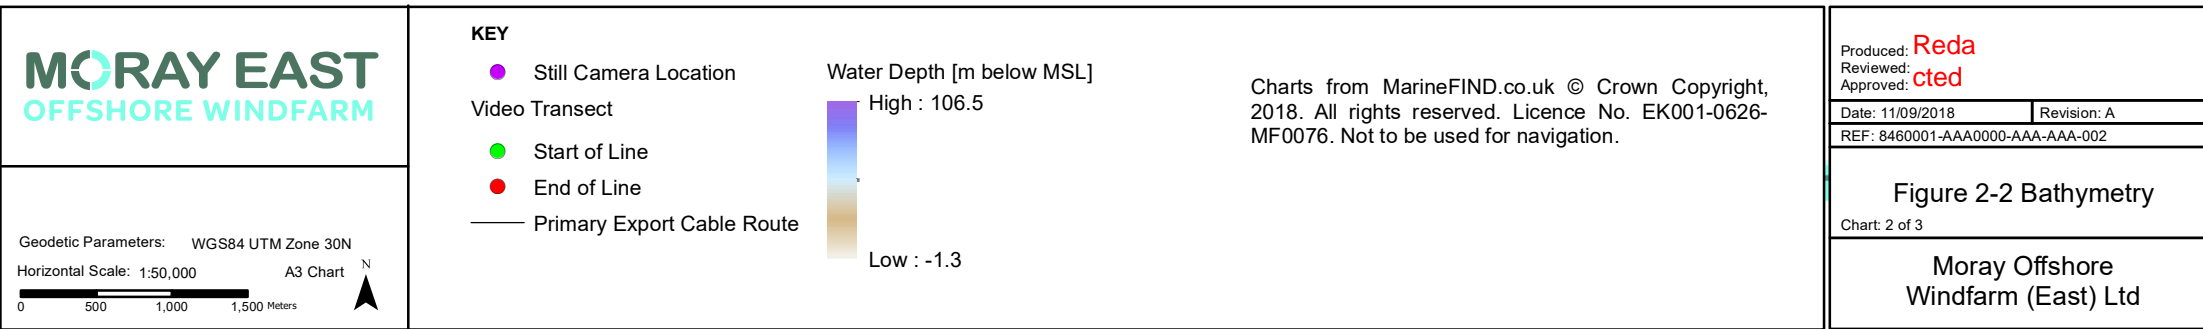 MORAY EAST
OFFSHORE WINDFARM
Geodetic Parameters: WGS84 UTM Zone 30N
Horizontal Scale: 1:50,000 A3 Chart N
0 500 1,000 1,500 Meters
KEY
Still Camera Location
Video Transect
Start of Line
End of Line
Primary Export Cable Route
Water Depth [m below MSL]
High : 106.5
Low : -1.3
Charts from MarineFIND.co.uk © Crown Copyright,
2018. All rights reserved. Licence No. EK001-0626-
MF0076. Not to be used for navigation.
Produced: Reda
Reviewed:
Approved: cted
Date: 11/09/2018 Revision: A
REF: 8460001-AAA0000-AAA-AAA-002
Figure 2-2 Bathymetry
Chart: 2 of 3
Moray Offshore
Windfarm (East) Ltd